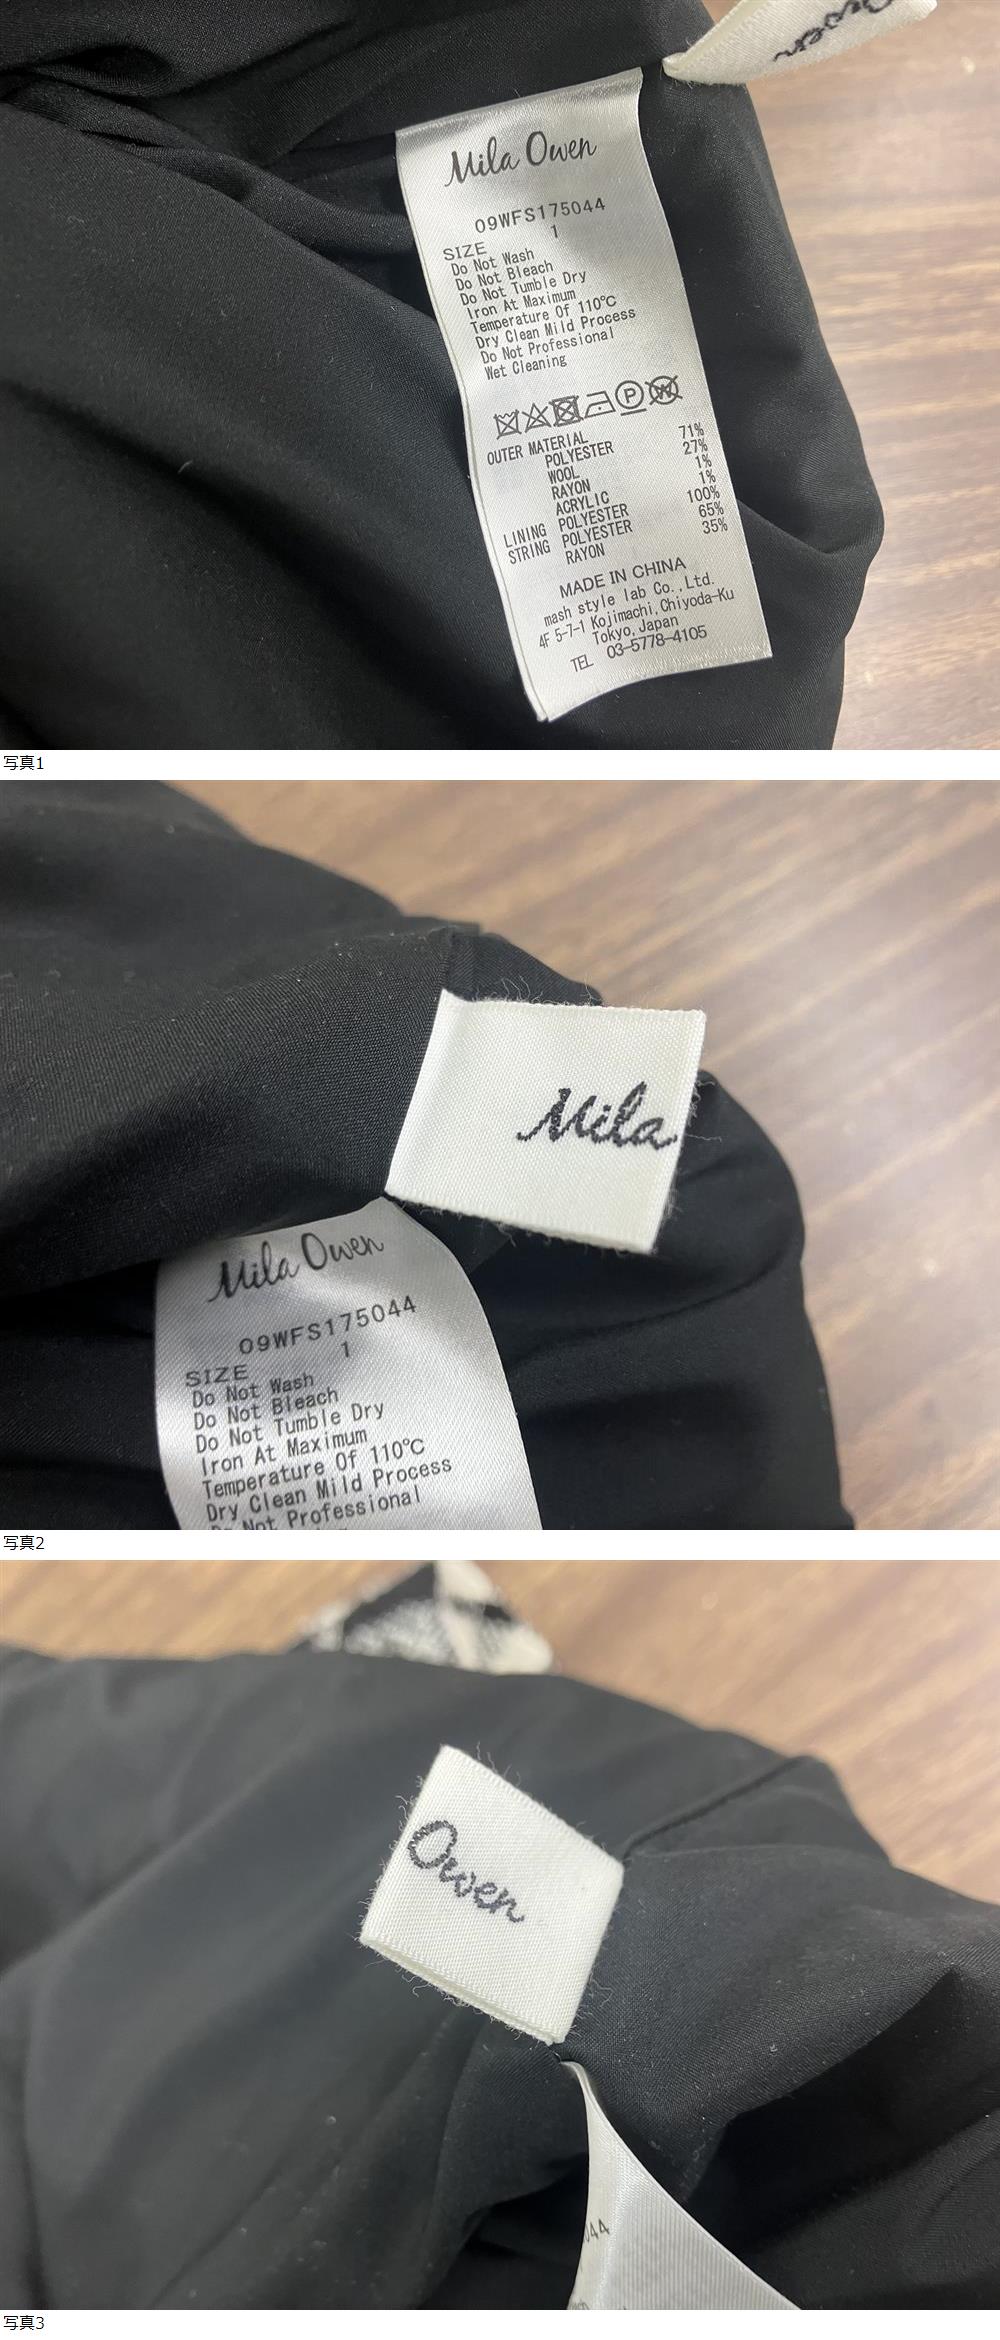 Owen
Mila Owen
09WFS175044
SIZE 1
Do Not Wash
Do Not Bleach
Do Not Tumble Dry
Iron At Maximum
Temperature Of 110℃
Dry Clean Mild Process
Do Not Professional
Wet Cleaning
P W
OUTER MATERIAL
POLYESTER 71%
WOOL 27%
RAYON 1%
ACRYLIC 1%
LINING POLYESTER 100%
STRING POLYESTER 65%
RAYON 35%
MADE IN CHINA
mash style lab Co.,Ltd.
4F 5-7-1 Kojimachi,Chiyoda-Ku
Tokyo,Japan
TEL 03-5778-4105
写真1
Mila
Mila Owen
09WFS175044
SIZE 1
Do Not Wash
Do Not Bleach
Do Not Tumble Dry
Iron At Maximum
Temperature Of 110℃
Dry Clean Mild Process
Do Not Professional
写真2
Owen
044
写真3